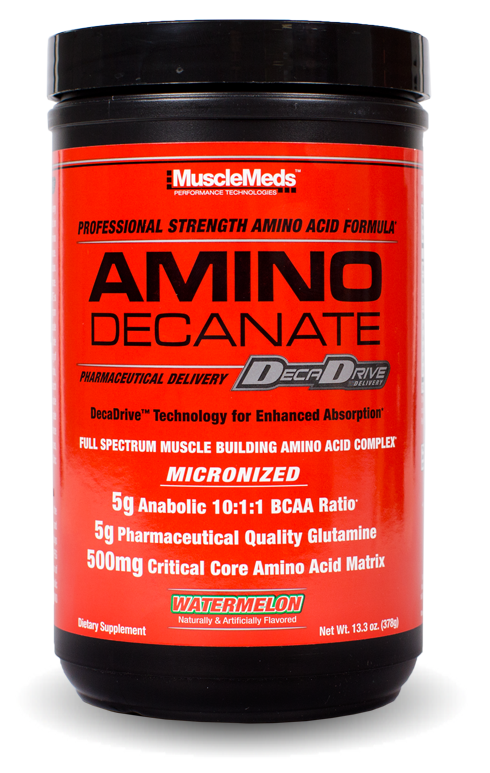 MuscleMeds™
PERFORMANCE TECHNOLOGIES
PROFESSIONAL STRENGTH AMINO ACID FORMULA*
AMINO
DECANATE
PHARMACEUTICAL DELIVERY DECADRIVE DELIVERY
DecaDrive™ Technology for Enhanced Absorption*
FULL SPECTRUM MUSCLE BUILDING AMINO ACID COMPLEX*
MICRONIZED
5g Anabolic 10:1:1 BCAA Ratio*
5g Pharmaceutical Quality Glutamine
500mg Critical Core Amino Acid Matrix
WATERMELON
Naturally & Artificially Flavored
Dietary Supplement Net Wt. 13.3 oz. (378g)